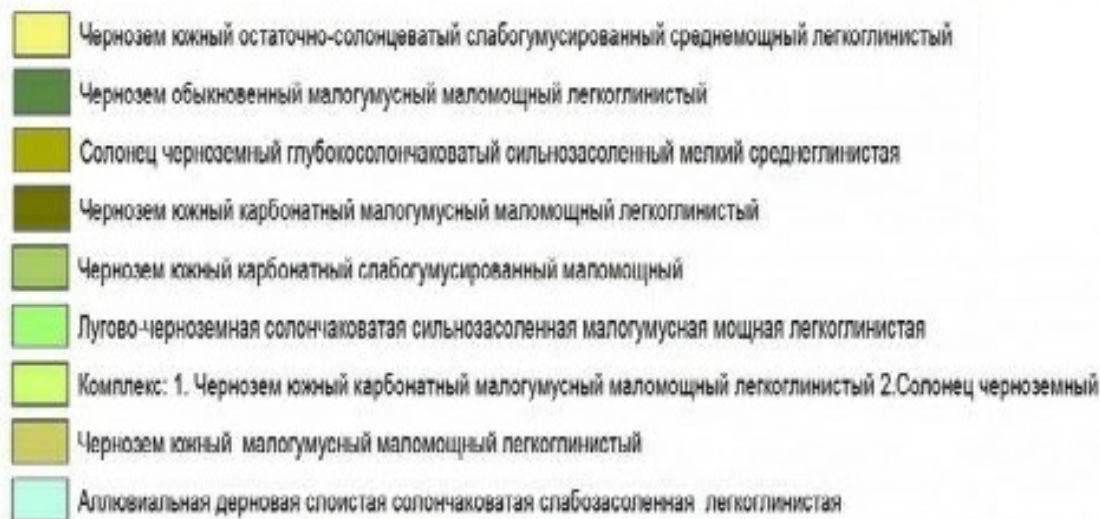 Чернозем южный остаточно-солонцеватый слабогумусированный среднемощный легкоглинистый
Чернозем обыкновенный малогумусный маломощный легкоглинистый
Солонец черноземный глубокосолончаковатый сильнозасоленный мелкий среднеглинистая
Чернозем южный карбонатный малогумусный маломощный легкоглинистый
Чернозем южный карбонатный слабогумусированный маломощный
Лугово-черноземная солончаковатая сильнозасоленная малогумусная мощная легкоглинистая
Комплекс: 1. Чернозем южный карбонатный малогумусный маломощный легкоглинистый 2.Солонец черноземный
Чернозем южный малогумусный маломощный легкоглинистый
Аллювиальная дерновая слоистая солончаковатая слабозасоленная легкоглинистая